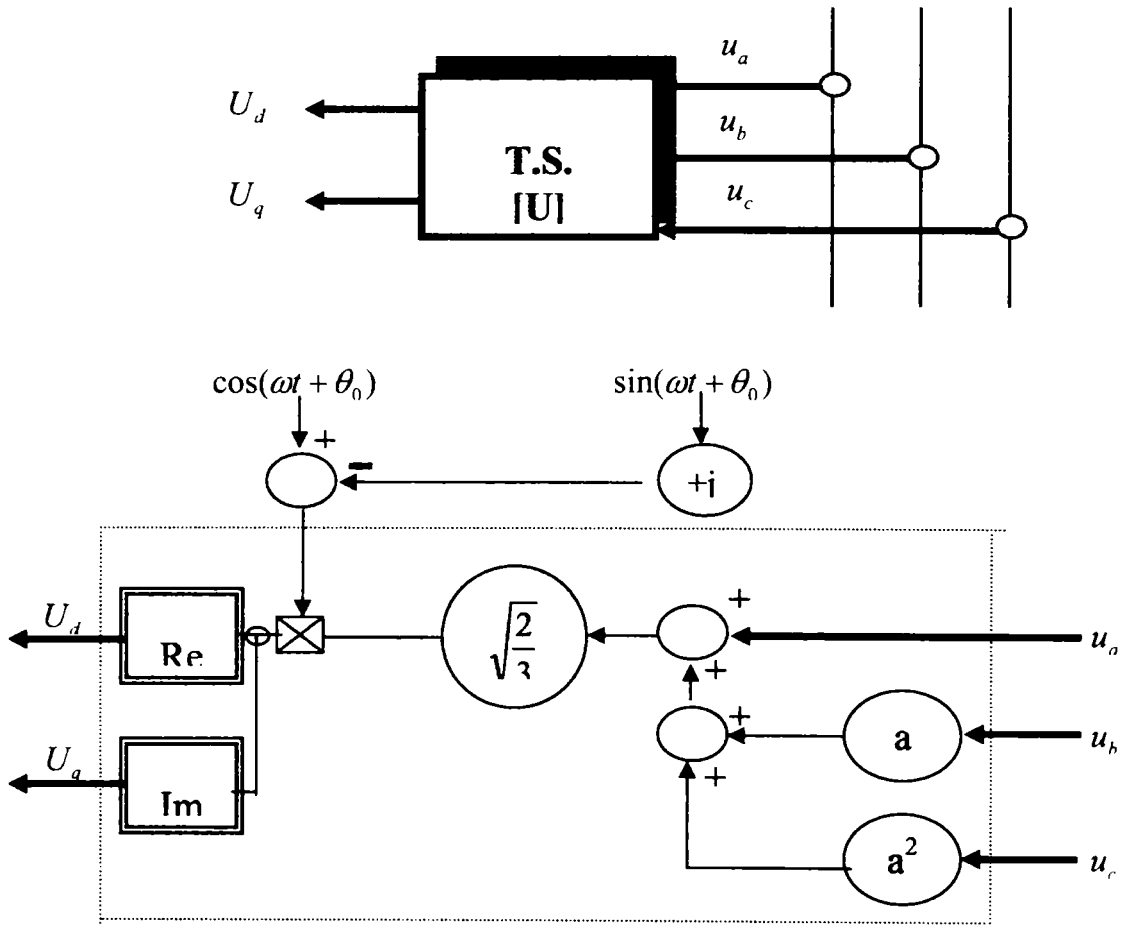 u_a
U_d
u_b
T.S.
[U]
U_q
u_c
cos(ωt + θ_0)
sin(ωt + θ_0)
+
-
+i
U_d
Re
√(2/3)
+
+
u_a
+
a
u_b
U_q
Im
+
a²
u_c